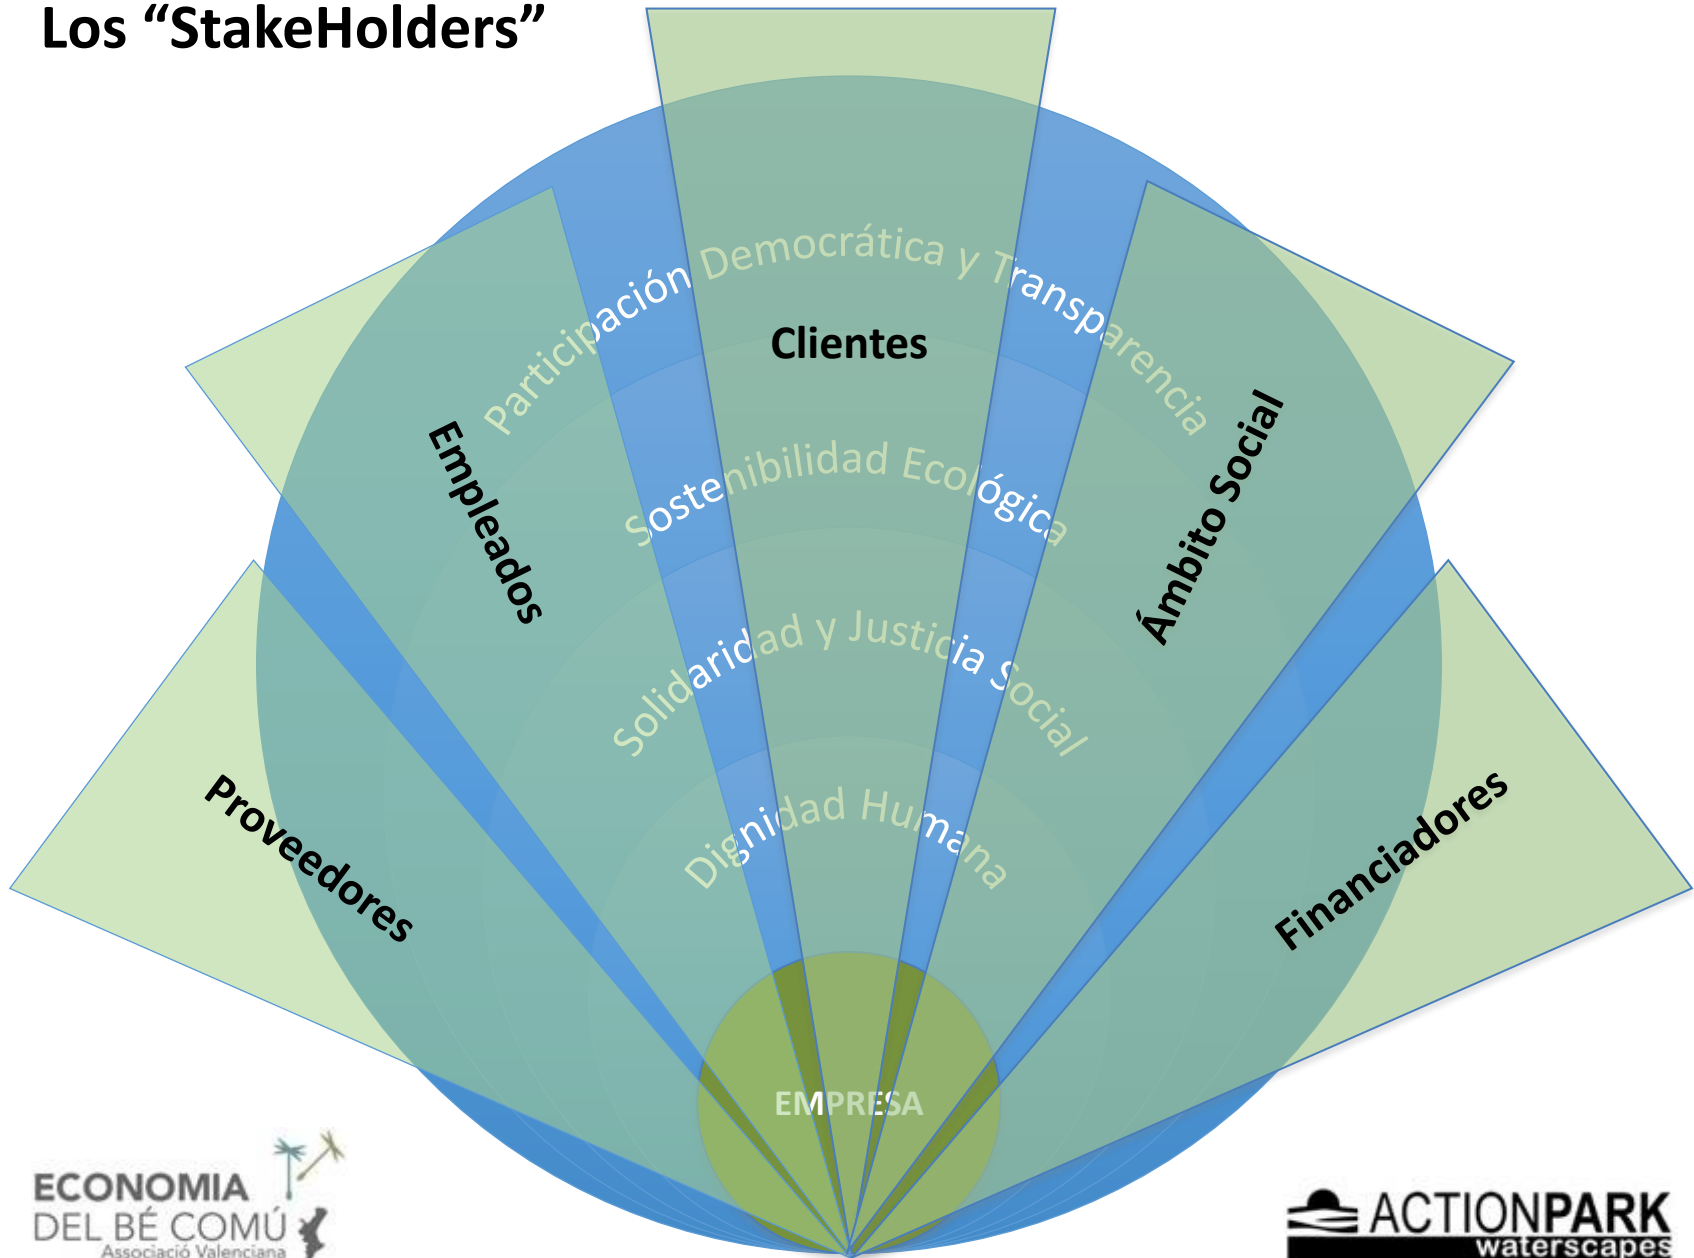 Los “StakeHolders”
Participación Democrática y Transparencia
Clientes
Sostenibilidad Ecológica
Empleados
Ámbito Social
Solidaridad y Justicia Social
Dignidad Humana
Proveedores
Financiadores
EMPRESA
ECONOMIA
DEL BÉ COMÚ
Associació Valenciana
ACTIONPARK
waterscapes